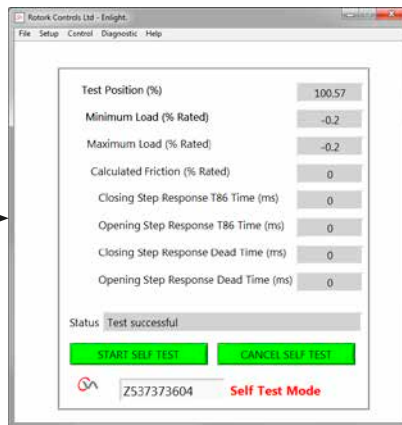 Rotork Controls Ltd - Enlight.
File Setup Control Diagnostic Help
Test Position (%) 100.57
Minimum Load (% Rated) -0.2
Maximum Load (% Rated) -0.2
Calculated Friction (% Rated) 0
Closing Step Response T86 Time (ms) 0
Opening Step Response T86 Time (ms) 0
Closing Step Response Dead Time (ms) 0
Opening Step Response Dead Time (ms) 0
Status Test successful
START SELF TEST CANCEL SELF TEST
Z537373604 Self Test Mode